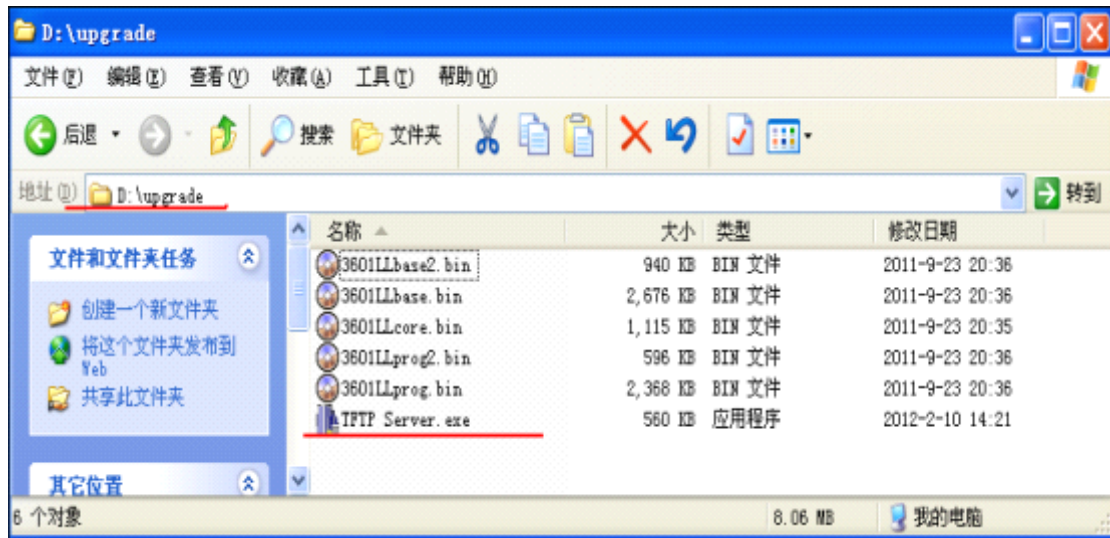 D:\upgrade
文件(F) 编辑(E) 查看(V) 收藏(A) 工具(T) 帮助(H)
后退 搜索 文件夹
地址(D) D:\upgrade 转到
名称 大小 类型 修改日期
文件和文件夹任务
创建一个新文件夹
将这个文件夹发布到
Web
共享此文件夹
其它位置
3601LLbase2.bin 940 KB BIN 文件 2011-9-23 20:36
3601LLbase.bin 2,676 KB BIN 文件 2011-9-23 20:36
3601LLcore.bin 1,115 KB BIN 文件 2011-9-23 20:35
3601LLprog2.bin 596 KB BIN 文件 2011-9-23 20:36
3601LLprog.bin 2,368 KB BIN 文件 2011-9-23 20:36
TFTP Server.exe 560 KB 应用程序 2012-2-10 14:21
6 个对象 8.06 MB 我的电脑